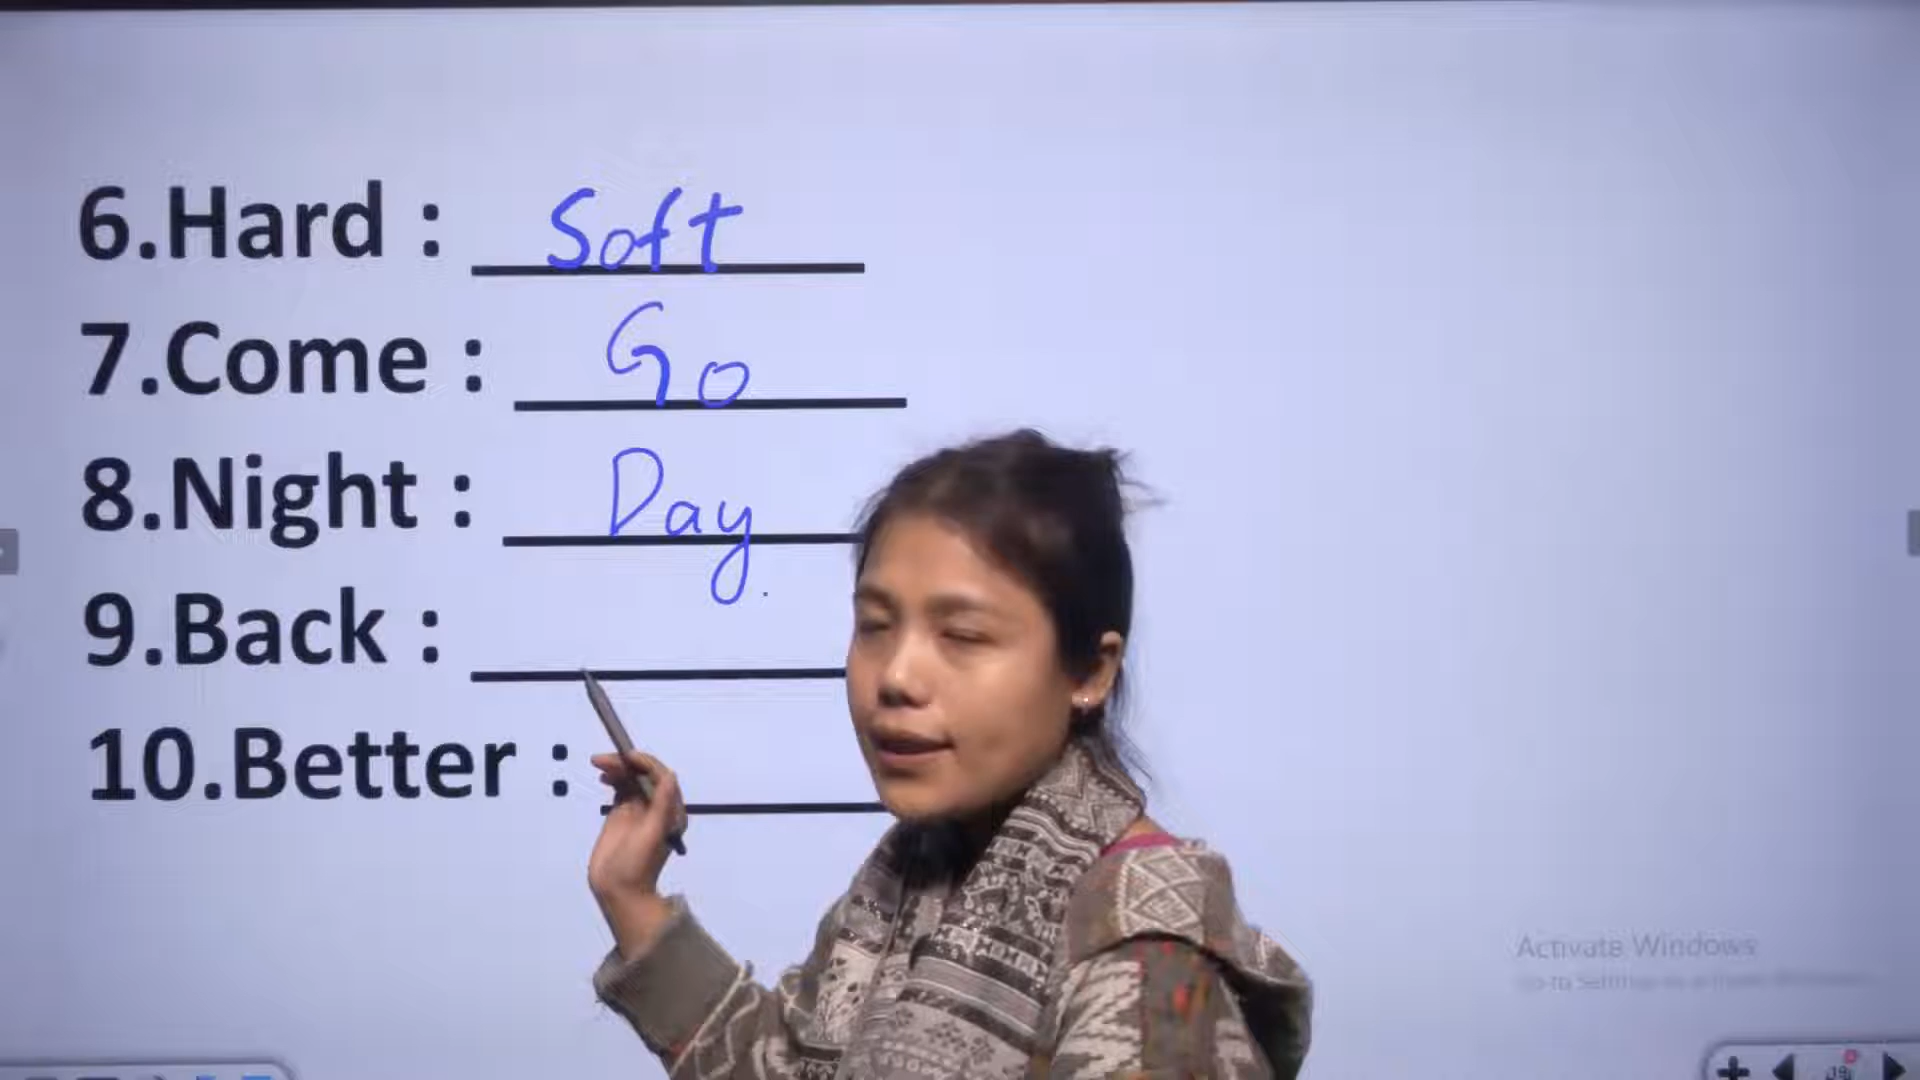 6.Hard : Soft
7.Come : Go
8.Night : Day
9.Back :
10.Better :
Activate Windows